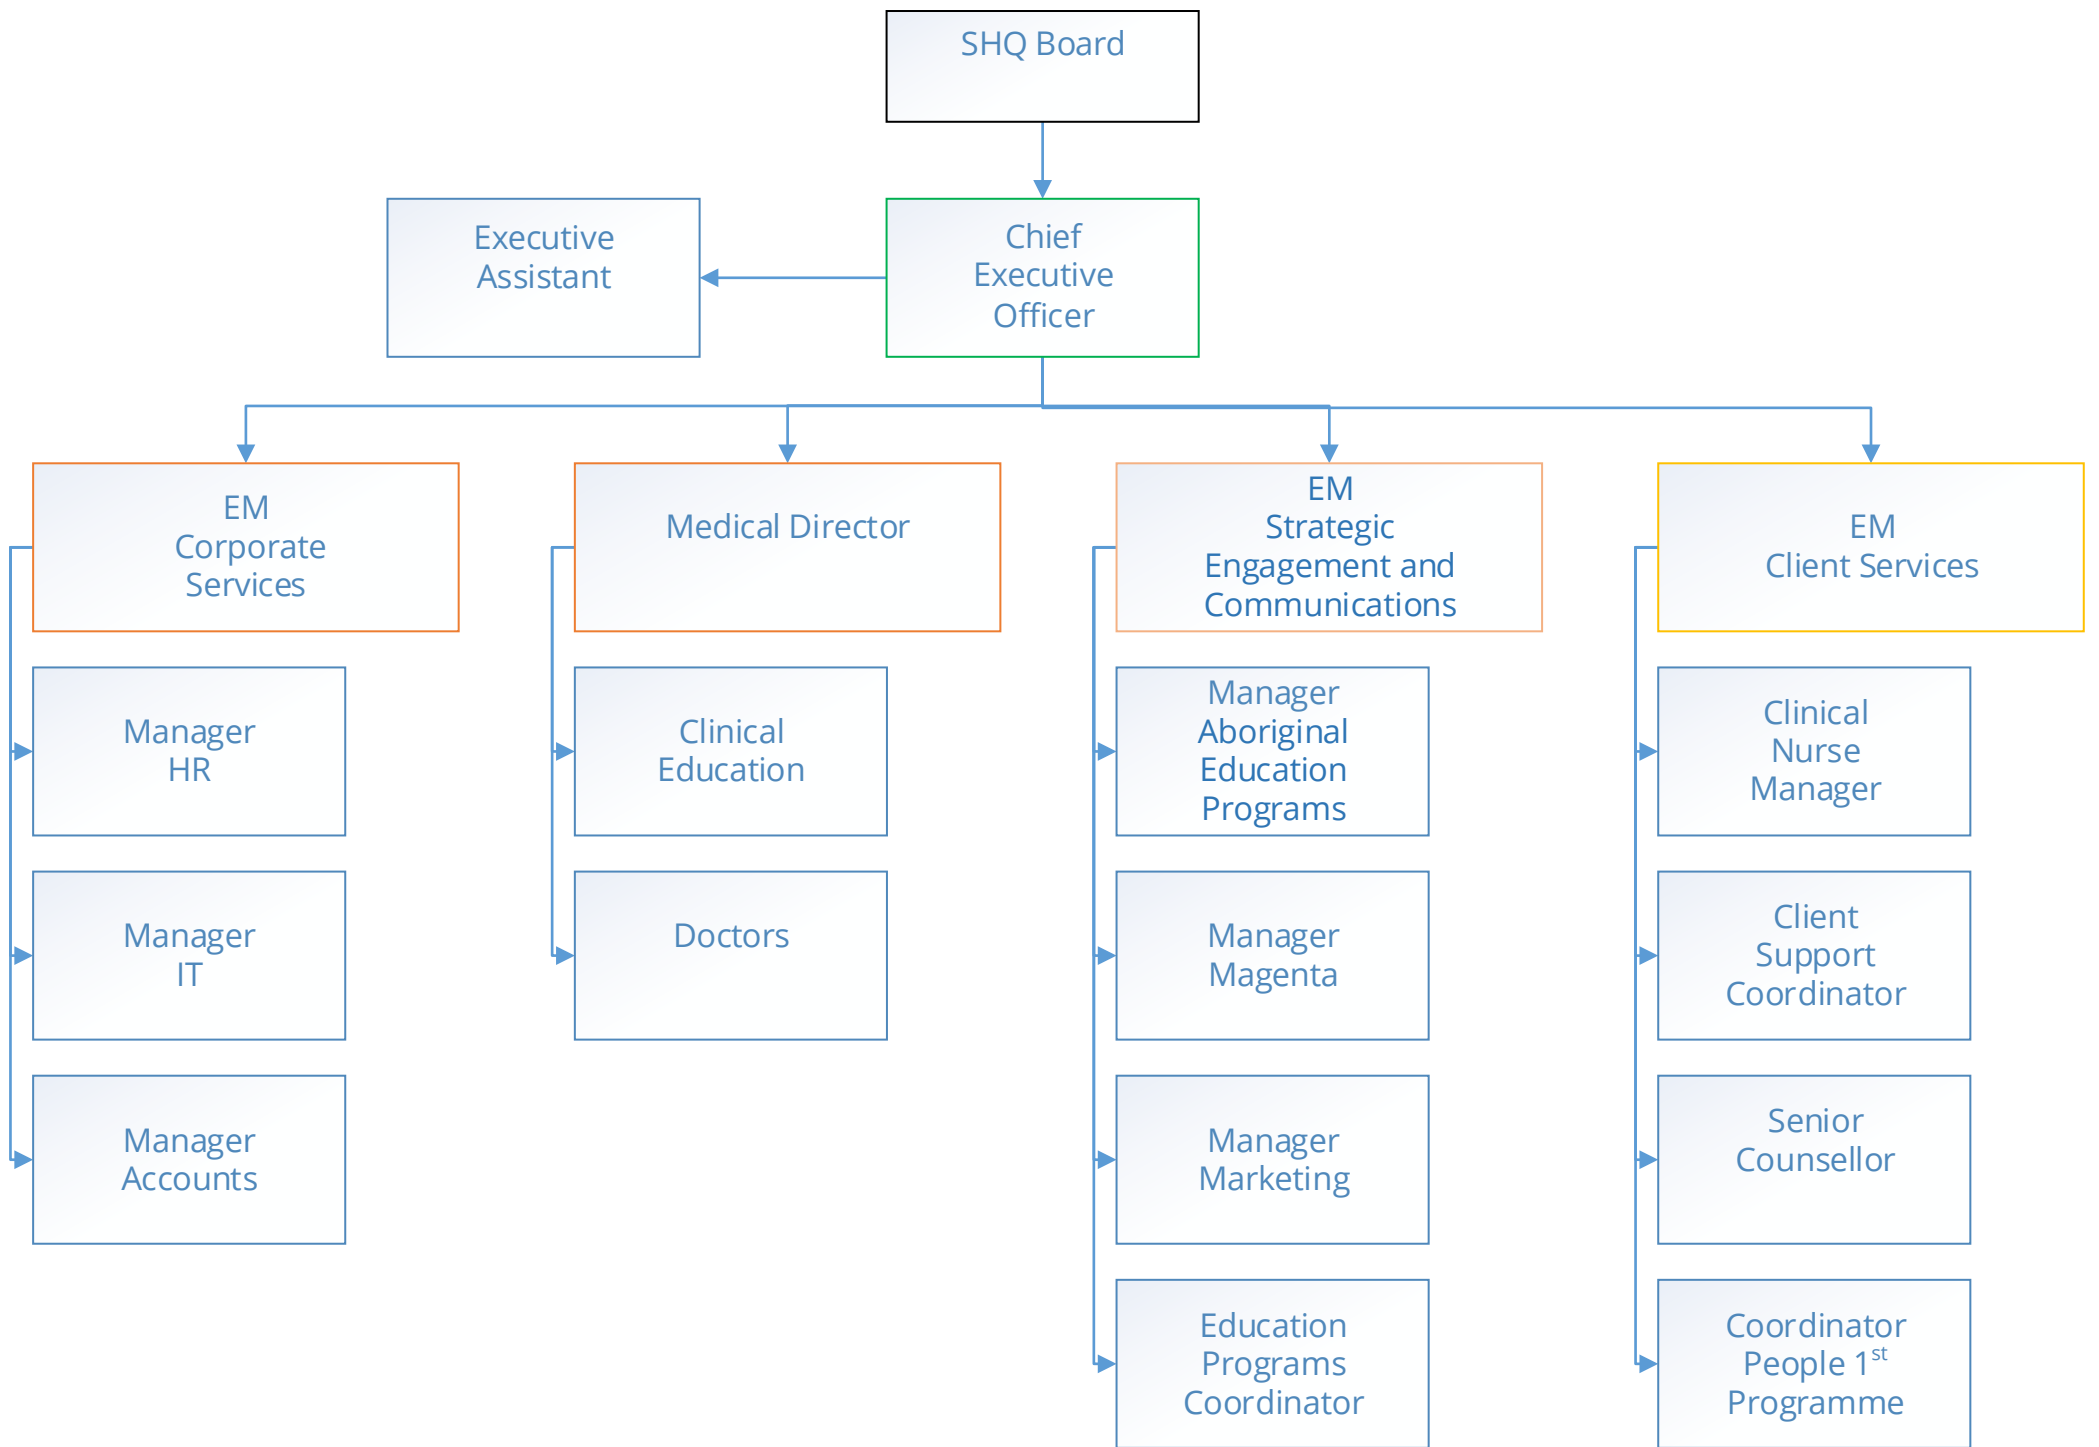 SHQ Board
Executive
Assistant
Chief
Executive
Officer
EM
Corporate
Services
Medical Director
EM
Strategic
Engagement and
Communications
EM
Client Services
Manager
HR
Clinical
Education
Manager
Aboriginal
Education
Programs
Clinical
Nurse
Manager
Manager
IT
Doctors
Manager
Magenta
Client
Support
Coordinator
Manager
Accounts
Manager
Marketing
Senior
Counsellor
Education
Programs
Coordinator
Coordinator
People 1st
Programme